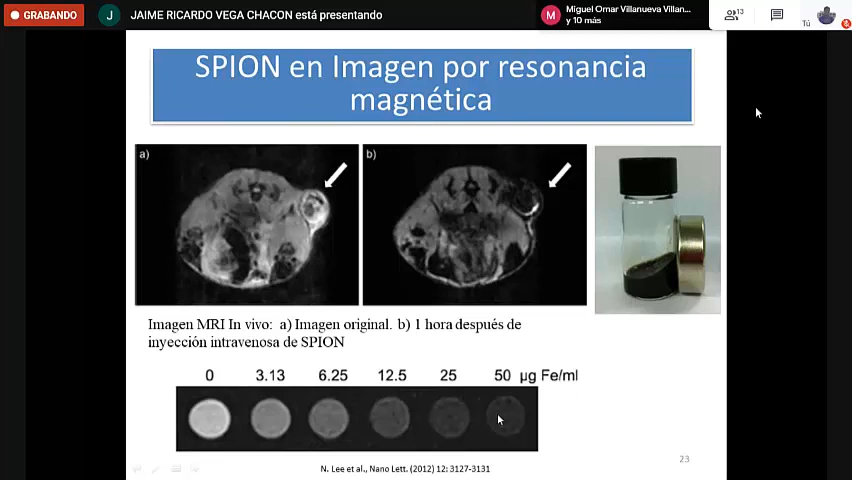 GRABANDO
J JAIME RICARDO VEGA CHACON está presentando
M Miguel Omar Villanueva Villan...
y 10 más
13
Tú
SPION en Imagen por resonancia
magnética
a)
b)
Imagen MRI In vivo: a) Imagen original. b) 1 hora después de
inyección intravenosa de SPION
0 3.13 6.25 12.5 25 50 µg Fe/ml
N. Lee et al., Nano Lett. (2012) 12: 3127-3131
23